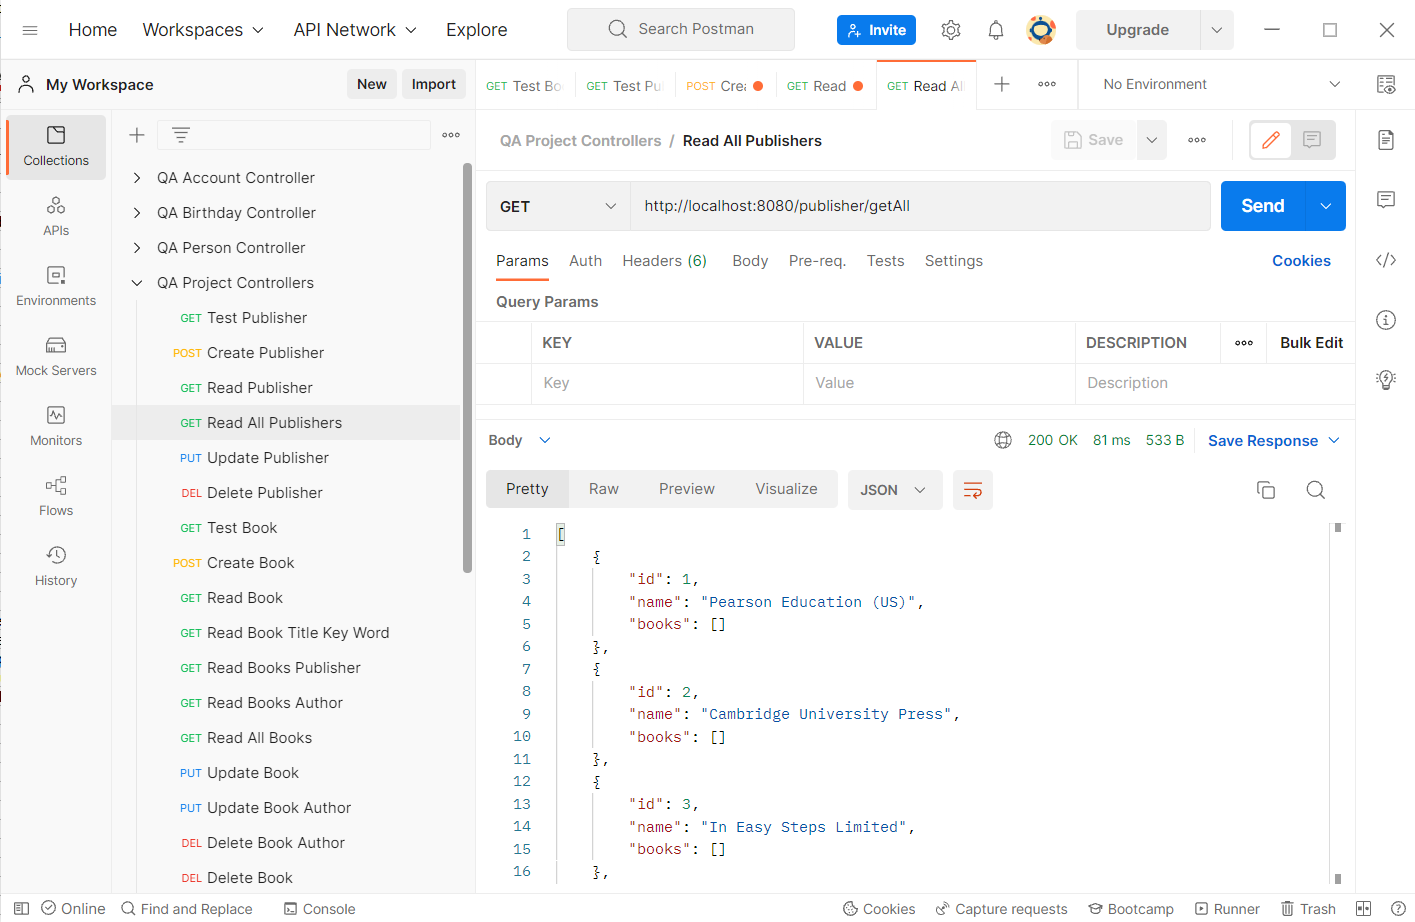 Home Workspaces API Network Explore Search Postman Invite Upgrade
My Workspace New Import
GET Test Bo GET Test Pu POST Crea GET Read GET Read Al No Environment
Collections
APIs
Environments
Mock Servers
Monitors
Flows
History
QA Account Controller
QA Birthday Controller
QA Person Controller
QA Project Controllers
GET Test Publisher
POST Create Publisher
GET Read Publisher
GET Read All Publishers
PUT Update Publisher
DEL Delete Publisher
GET Test Book
POST Create Book
GET Read Book
GET Read Book Title Key Word
GET Read Books Publisher
GET Read Books Author
GET Read All Books
PUT Update Book
PUT Update Book Author
DEL Delete Book Author
DEL Delete Book
QA Project Controllers / Read All Publishers Save
GET http://localhost:8080/publisher/getAll Send
Params Auth Headers (6) Body Pre-req. Tests Settings Cookies
Query Params
KEY VALUE DESCRIPTION Bulk Edit
Key Value Description
Body 200 OK 81 ms 533 B Save Response
Pretty Raw Preview Visualize JSON
1 [
2 {
3 "id": 1,
4 "name": "Pearson Education (US)",
5 "books": []
6 },
7 {
8 "id": 2,
9 "name": "Cambridge University Press",
10 "books": []
11 },
12 {
13 "id": 3,
14 "name": "In Easy Steps Limited",
15 "books": []
16 },
Online Find and Replace Console Cookies Capture requests Bootcamp Runner Trash